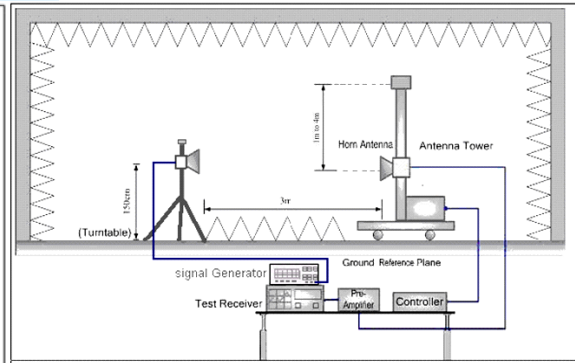 1m to 4m
Horn Antenna
Antenna Tower
150cm
3m
(Turntable)
Ground Reference Plane
signal Generator
Test Receiver
Pre-
Amplifier
Controller